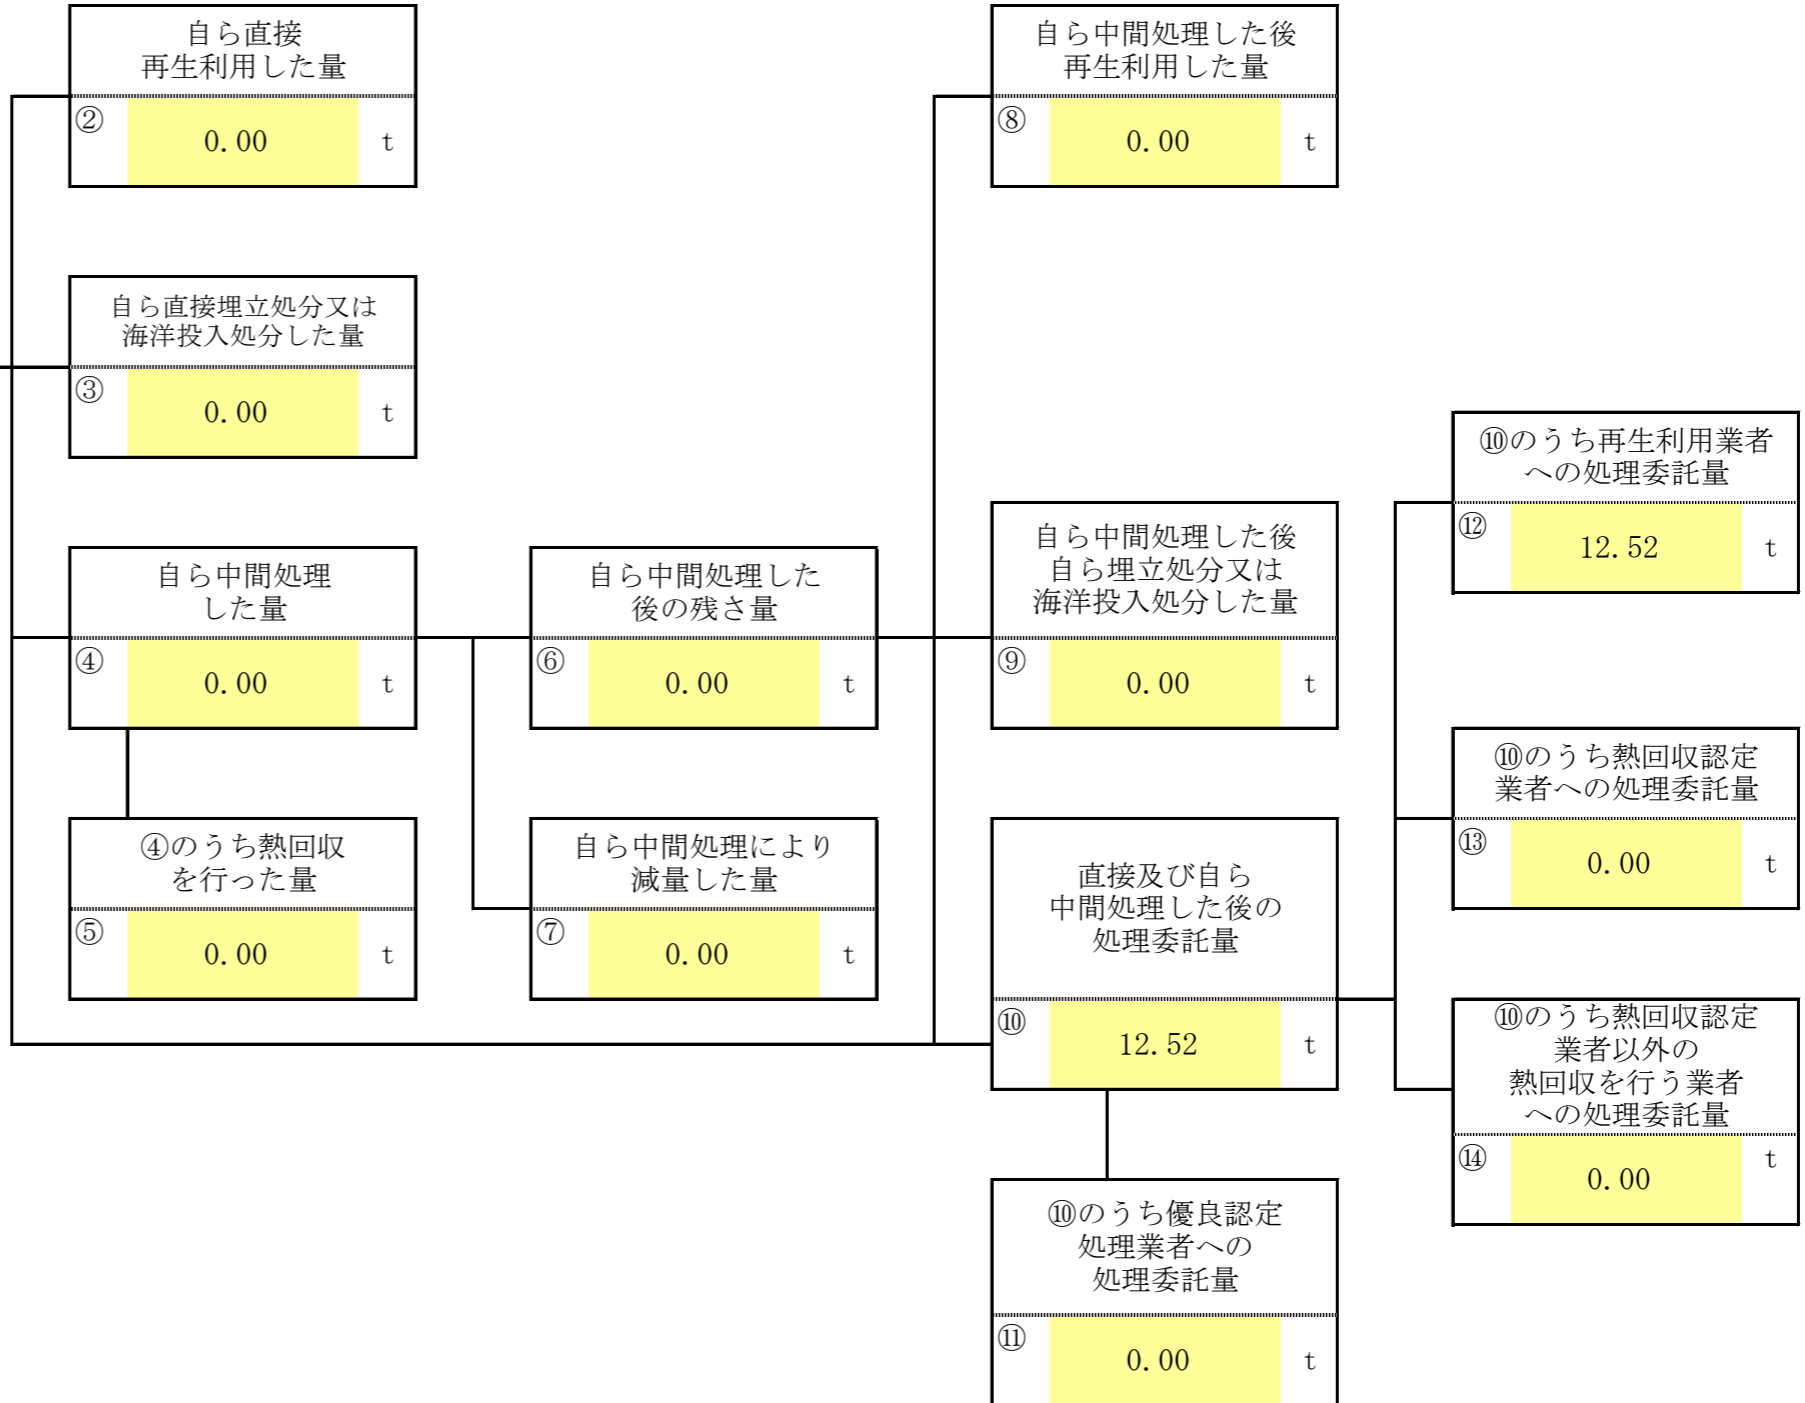 自ら直接
再生利用した量
②
0.00
t
自ら中間処理した後
再生利用した量
⑧
0.00
t
自ら直接埋立処分又は
海洋投入処分した量
③
0.00
t
⑩のうち再生利用業者
への処理委託量
⑫
12.52
t
自ら中間処理
した量
④
0.00
t
自ら中間処理した
後の残さ量
⑥
0.00
t
自ら中間処理した後
自ら埋立処分又は
海洋投入処分した量
⑨
0.00
t
⑩のうち熱回収認定
業者への処理委託量
⑬
0.00
t
④のうち熱回収
を行った量
⑤
0.00
t
自ら中間処理により
減量した量
⑦
0.00
t
直接及び自ら
中間処理した後の
処理委託量
⑩
12.52
t
⑩のうち熱回収認定
業者以外の
熱回収を行う業者
への処理委託量
⑭
0.00
t
⑩のうち優良認定
処理業者への
処理委託量
⑪
0.00
t